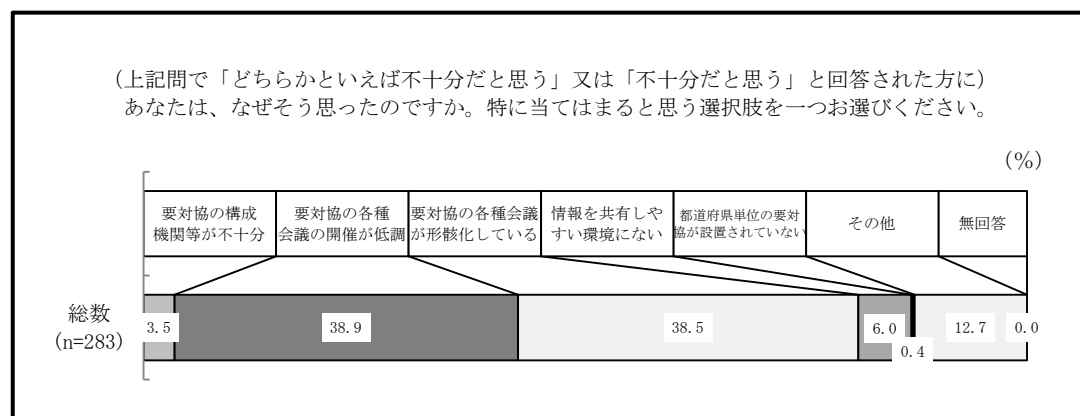 (上記問で「どちらかといえば不十分だと思う」又は「不十分だと思う」と回答された方に)
あなたは、なぜそう思ったのですか。特に当てはまると思う選択肢を一つお選びください。
(%)
要対協の構成
機関等が不十分
要対協の各種
会議の開催が低調
要対協の各種会議
が形骸化している
情報を共有しや
すい環境にない
都道府県単位の要対
協が設置されていない
その他
無回答
総数
(n=283)
3.5
38.9
38.5
6.0
0.4
12.7
0.0